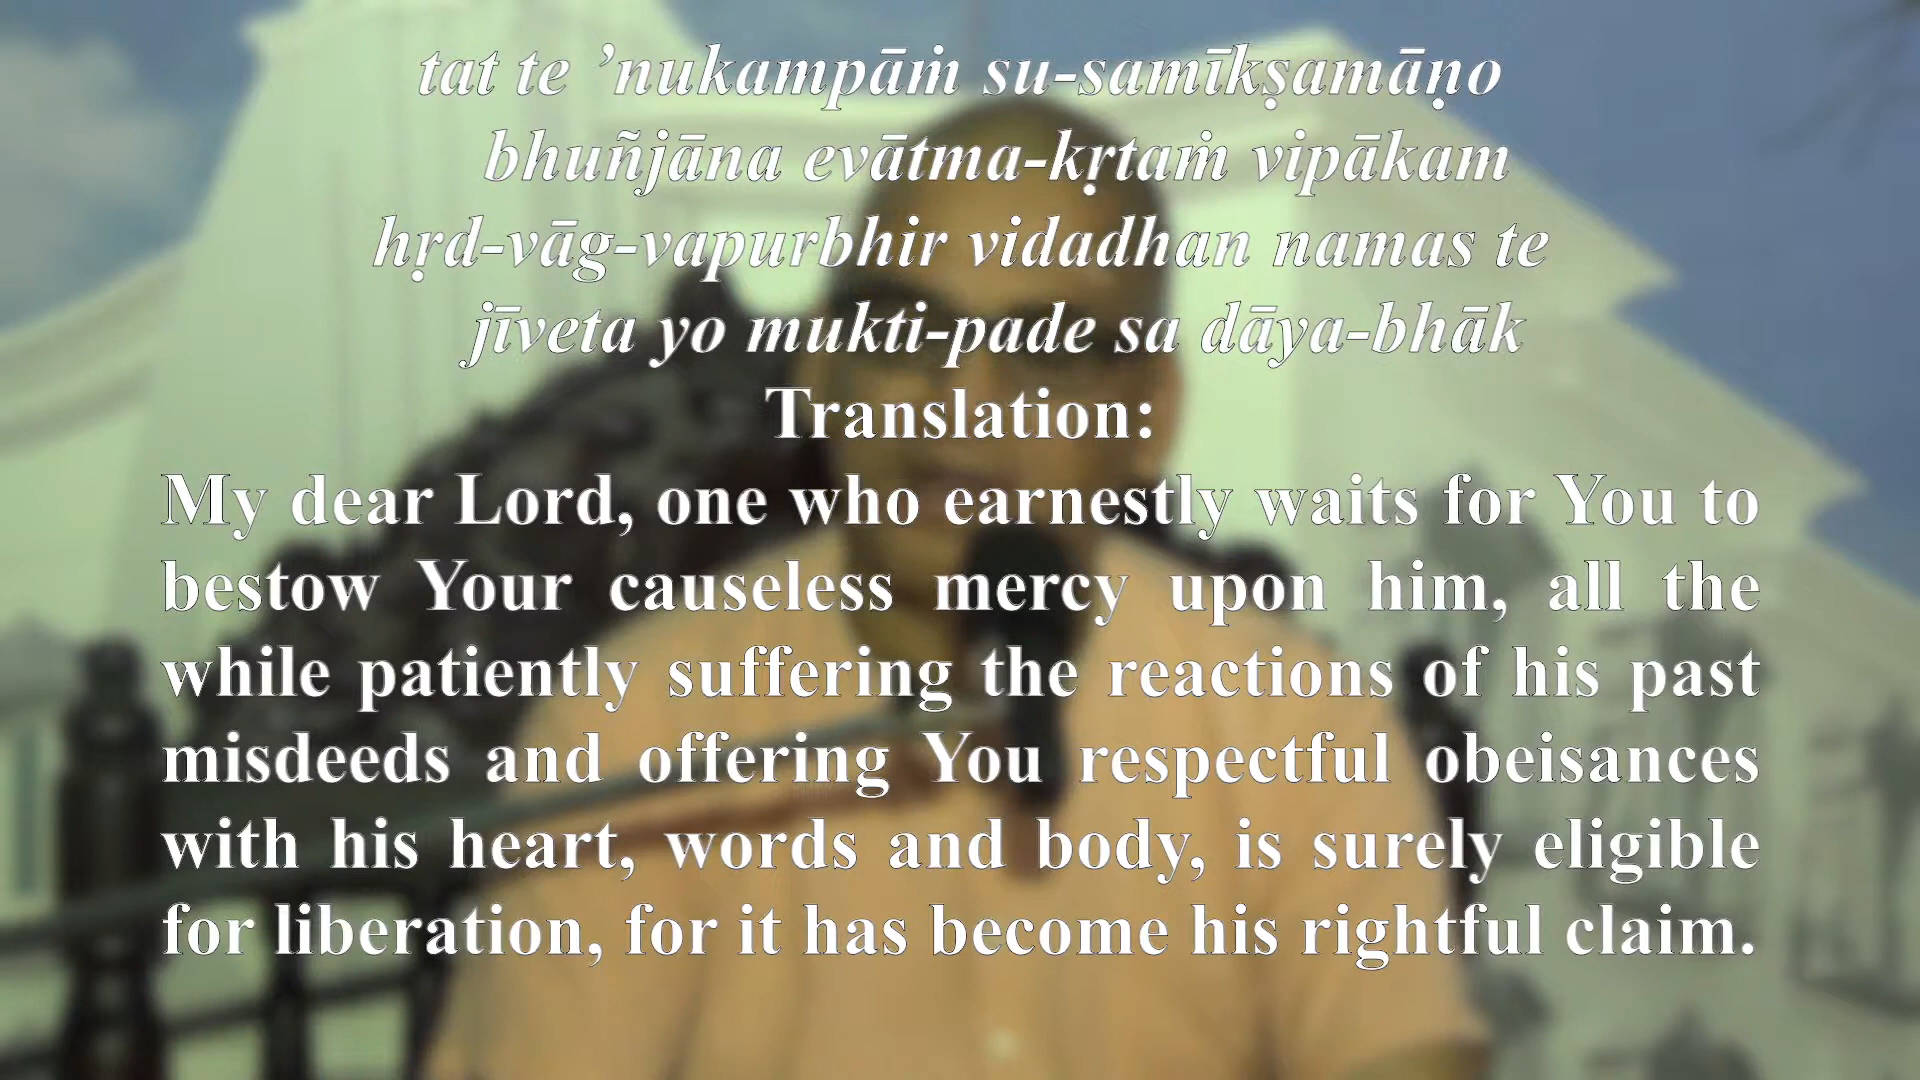 tat te ’nukampāṁ su-samīkṣamāṇo
bhuñjāna evātma-kṛtaṁ vipākam
hṛd-vāg-vapurbhir vidadhan namas te
jīveta yo mukti-pade sa dāya-bhāk
Translation:
My dear Lord, one who earnestly waits for You to
bestow Your causeless mercy upon him, all the
while patiently suffering the reactions of his past
misdeeds and offering You respectful obeisances
with his heart, words and body, is surely eligible
for liberation, for it has become his rightful claim.